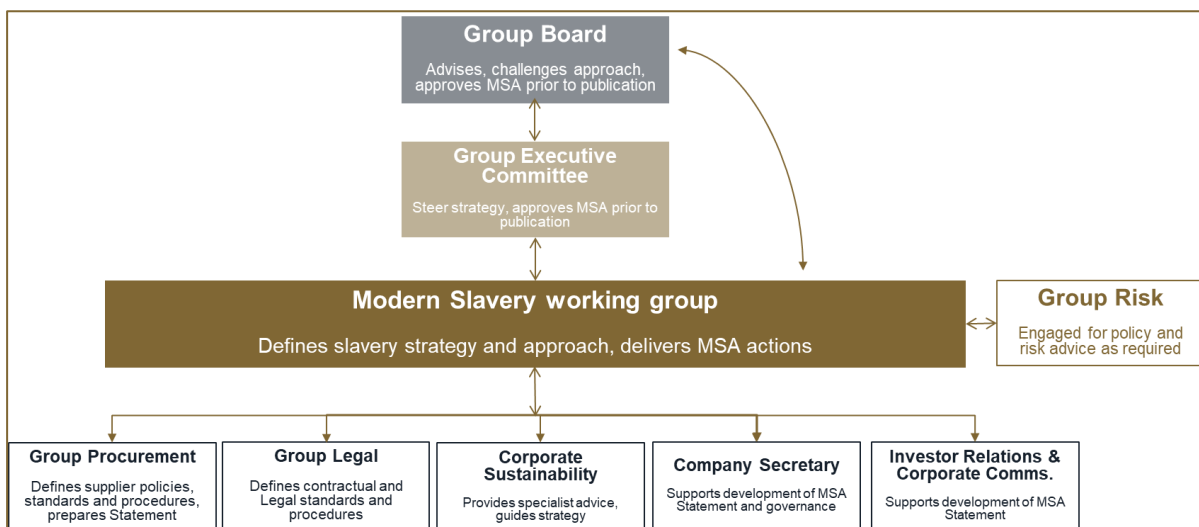 Group Board
Advises, challenges approach,
approves MSA prior to publication
Group Executive
Committee
Steer strategy, approves MSA prior to
publication
Modern Slavery working group
Defines slavery strategy and approach, delivers MSA actions
Group Risk
Engaged for policy and
risk advice as required
Group Procurement
Defines supplier policies,
standards and procedures,
prepares Statement
Group Legal
Defines contractual and
Legal standards and
procedures
Corporate
Sustainability
Provides specialist advice,
guides strategy
Company Secretary
Supports development of MSA
Statement and governance
Investor Relations &
Corporate Comms.
Supports development of MSA
Statement